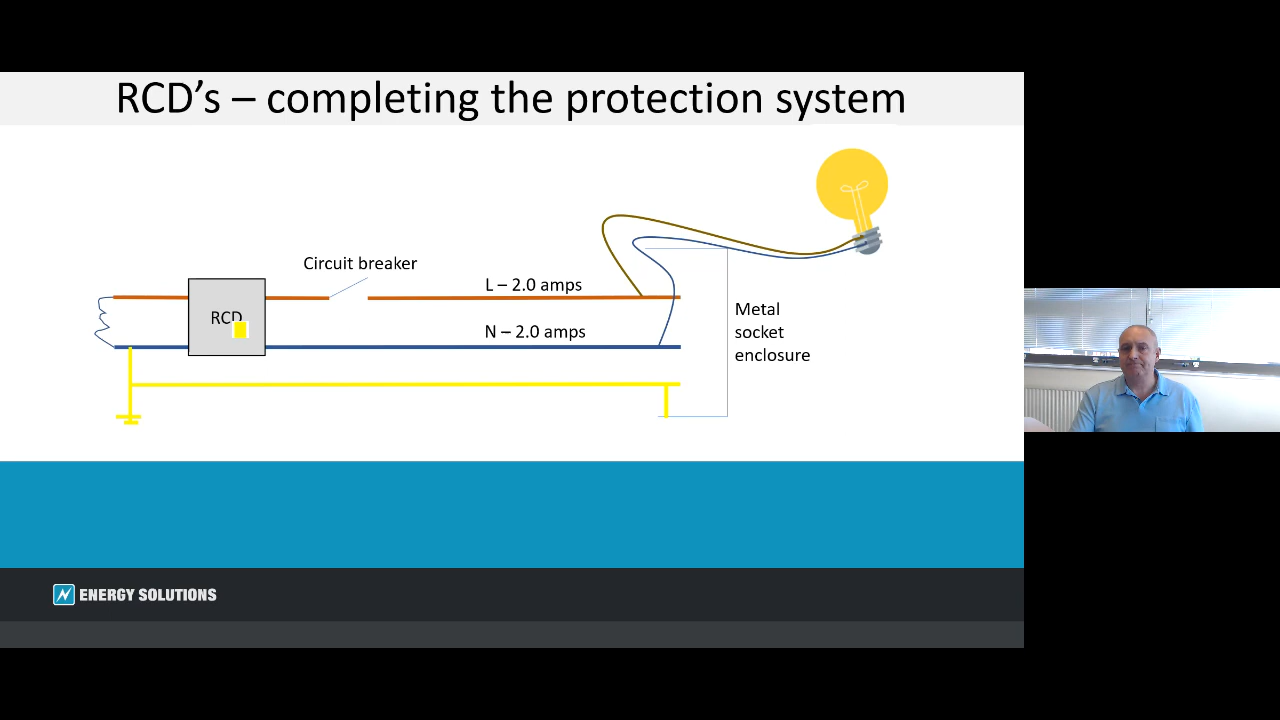 RCD’s – completing the protection system
Circuit breaker
L – 2.0 amps
RCD
N – 2.0 amps
Metal
socket
enclosure
ENERGY SOLUTIONS